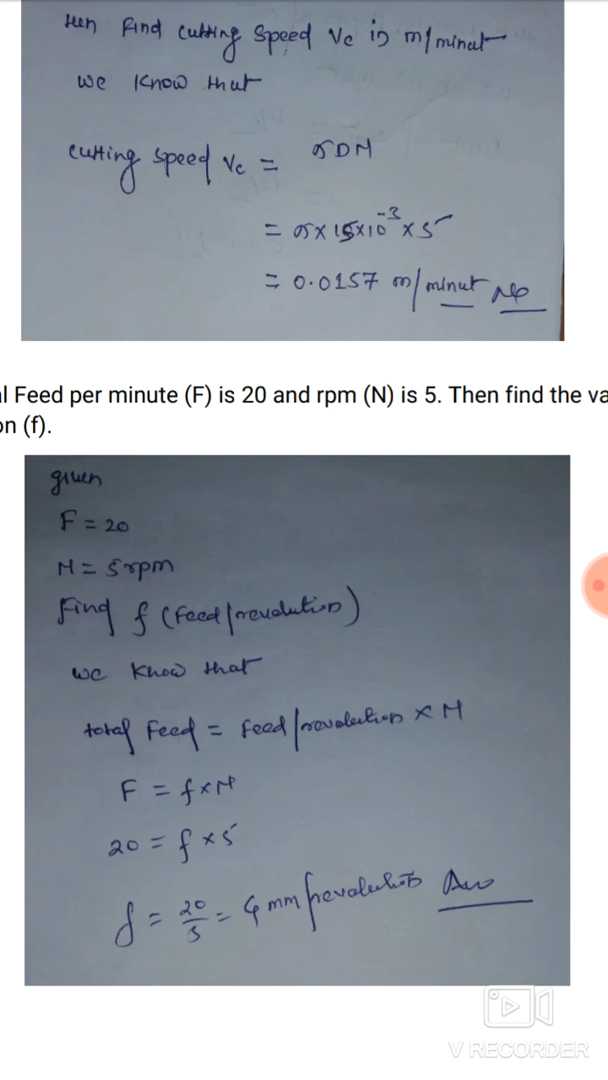 then Find cutting speed Vc in m/minut
we know that
cutting speed Vc = πDN
= π×15×10⁻³×5
= 0.0157 m/minut
l Feed per minute (F) is 20 and rpm (N) is 5. Then find the va
on (f).
given
F = 20
N = 5 rpm
Find f (Feed/revolution)
we know that
total Feed = Feed/revolution × N
F = f×N
20 = f×5
f = 20/5 = 4 mm/revolution Ans
V RECORDER